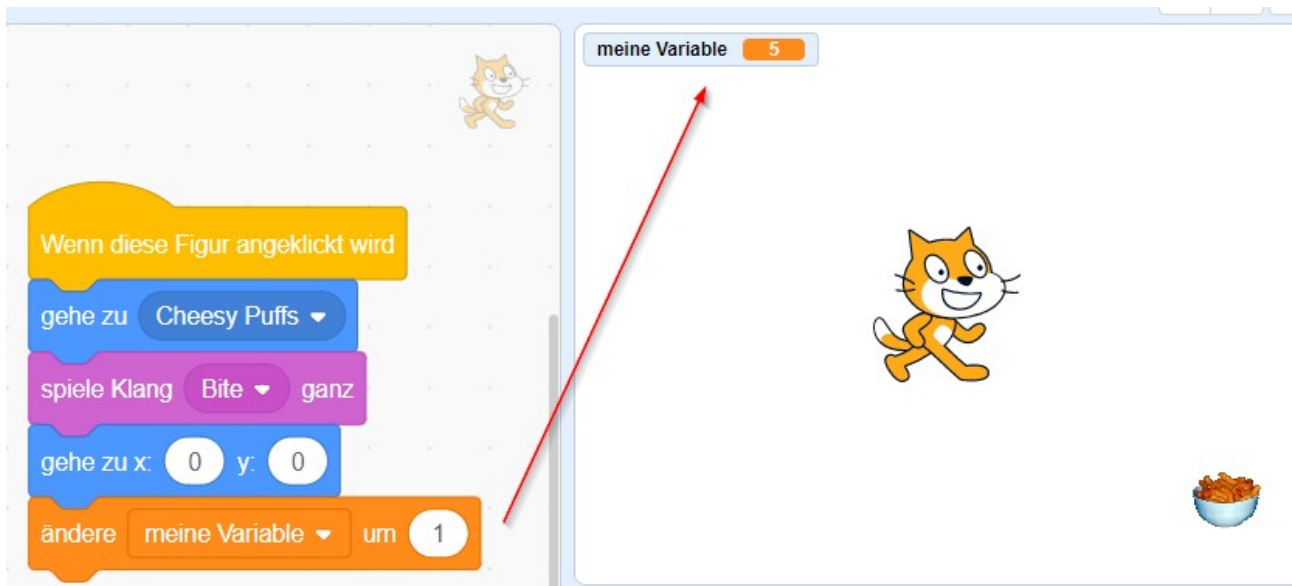 Wenn diese Figur angeklickt wird
gehe zu Cheesy Puffs
spiele Klang Bite ganz
gehe zu x: 0 y: 0
ändere meine Variable um 1
meine Variable 5